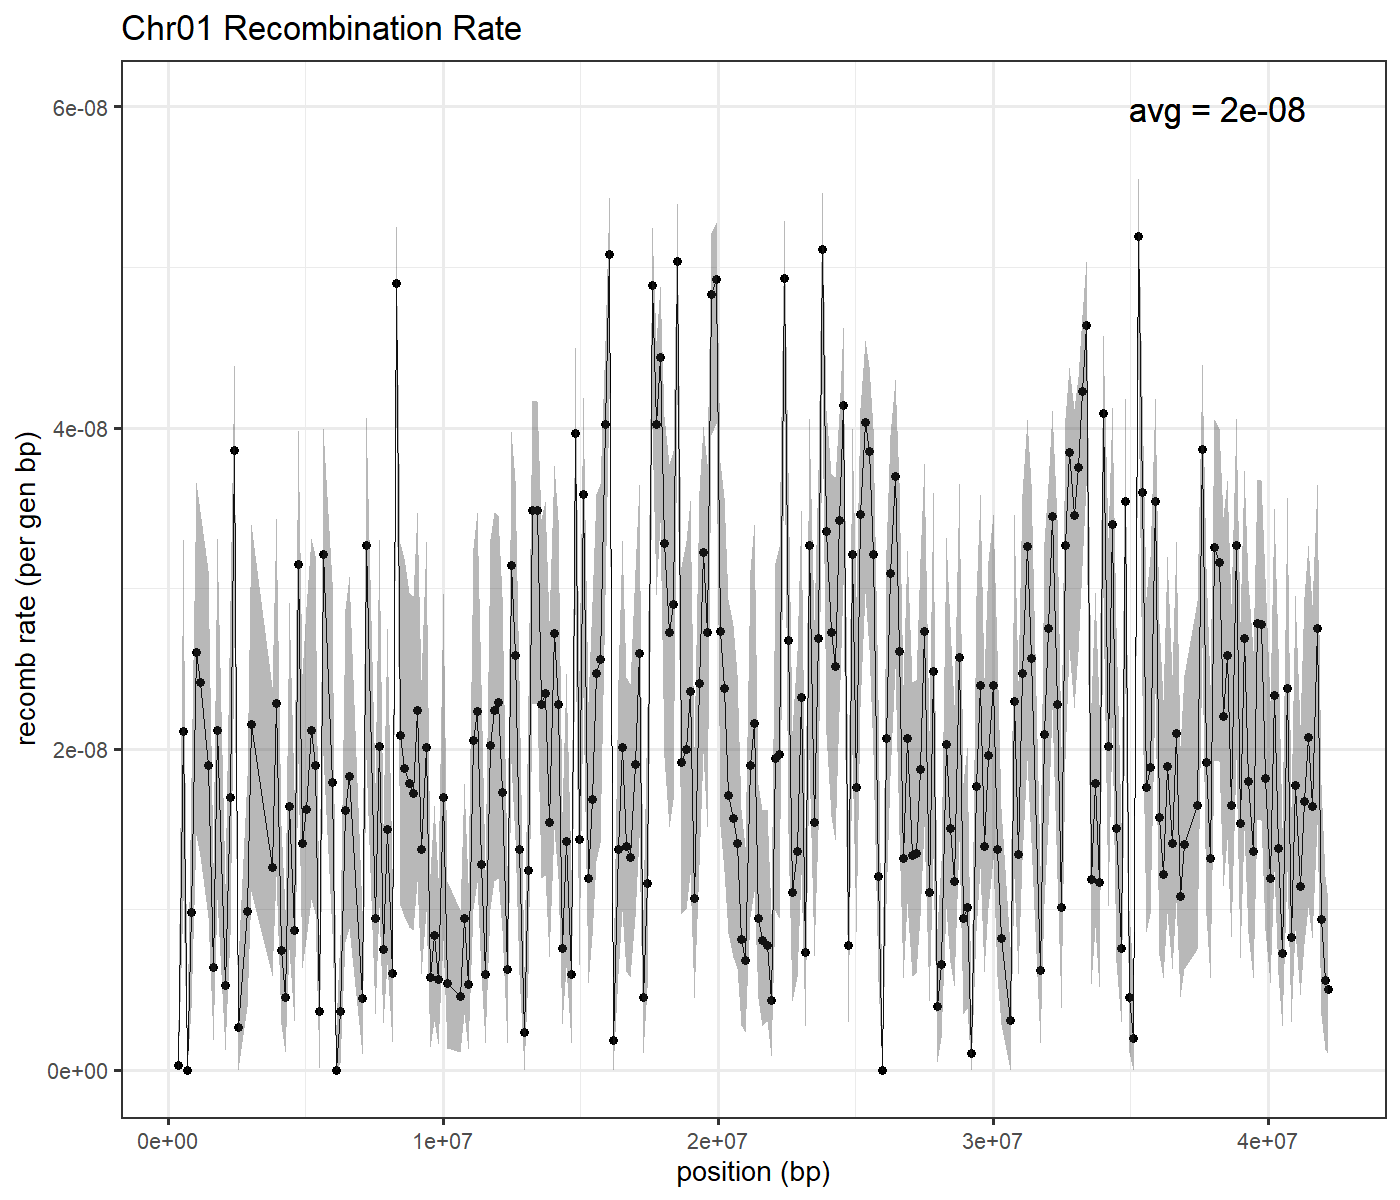 Chr01 Recombination Rate
avg = 2e-08
recomb rate (per gen bp)
6e-08
4e-08
2e-08
0e+00
0e+00 1e+07 2e+07 3e+07 4e+07
position (bp)